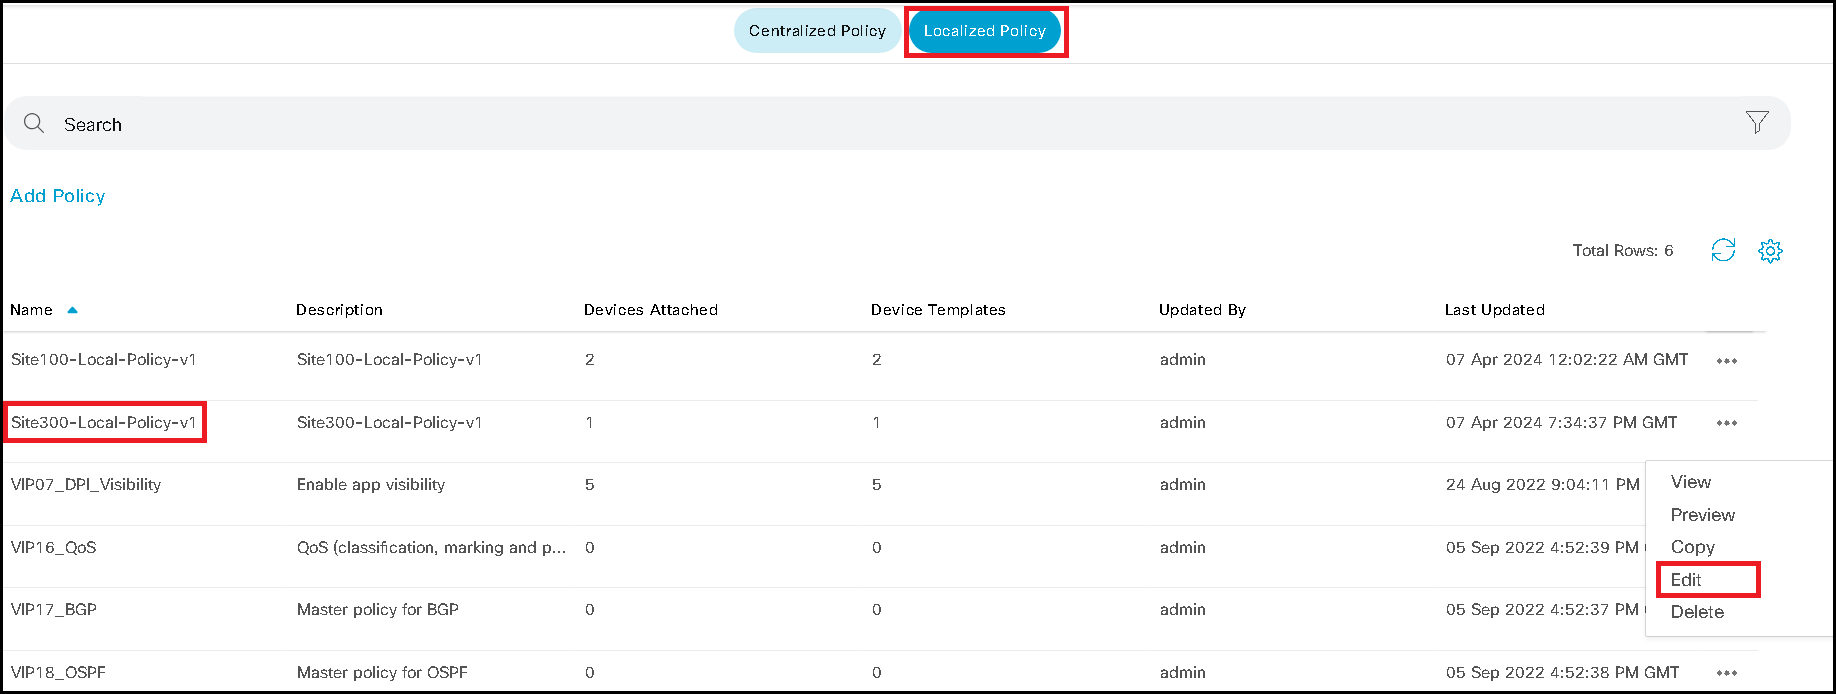 Centralized Policy Localized Policy
Search
Add Policy
Total Rows: 6
Name Description Devices Attached Device Templates Updated By Last Updated
Site100-Local-Policy-v1 Site100-Local-Policy-v1 2 2 admin 07 Apr 2024 12:02:22 AM GMT
Site300-Local-Policy-v1 Site300-Local-Policy-v1 1 1 admin 07 Apr 2024 7:34:37 PM GMT
VIP07_DPI_Visibility Enable app visibility 5 5 admin 24 Aug 2022 9:04:11 PM
VIP16_QoS QoS (classification, marking and p... 0 0 admin 05 Sep 2022 4:52:39 PM
VIP17_BGP Master policy for BGP 0 0 admin 05 Sep 2022 4:52:37 PM
VIP18_OSPF Master policy for OSPF 0 0 admin 05 Sep 2022 4:52:38 PM GMT
View
Preview
Copy
Edit
Delete